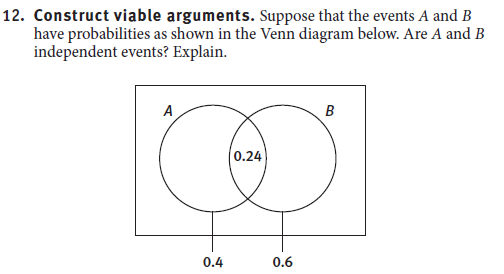 12. Construct viable arguments. Suppose that the events A and B
have probabilities as shown in the Venn diagram below. Are A and B
independent events? Explain.
A
B
0.24
0.4
0.6